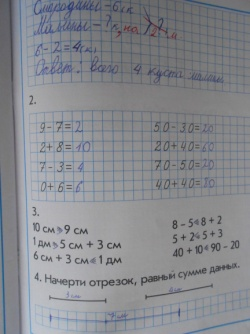 Смородины - 6 к.
Малины - ? к, на 2 м
6 - 2 = 4 (к.)
Ответ: всего 4 куста малины.
2.
9 - 7 = 2 50 - 30 = 20
2 + 8 = 10 20 + 40 = 60
7 - 3 = 4 70 - 50 = 20
0 + 6 = 6 40 + 40 = 80
3.
10 см > 9 см 8 - 5 < 8 + 2
1 дм > 5 см + 3 см 5 + 2 < 5 + 3
6 см + 3 см < 1 дм 40 + 10 < 90 - 20
4. Начерти отрезок, равный сумме данных.